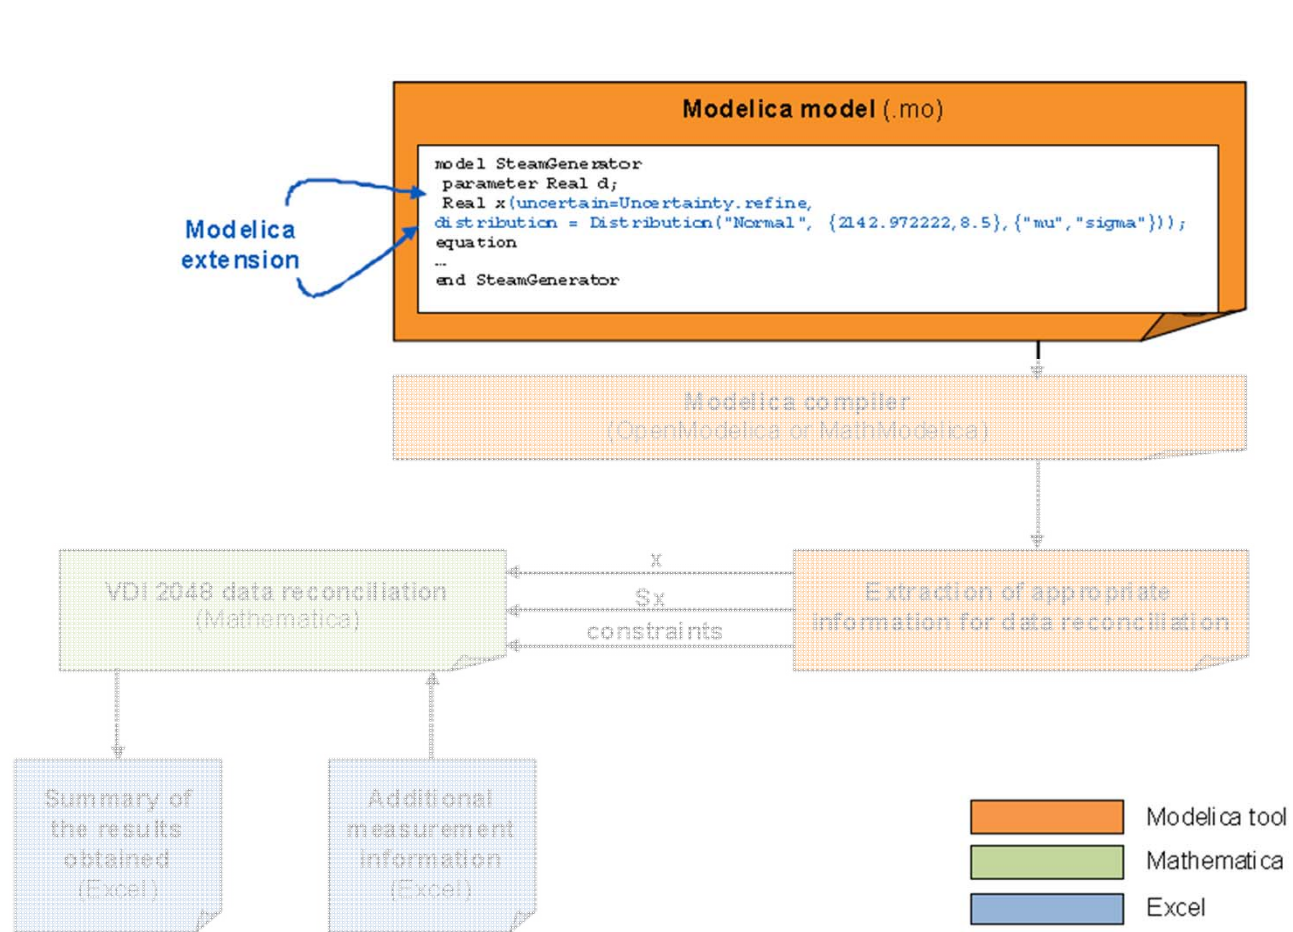 Modelica model (.mo)
model SteamGenerator
parameter Real d;
Real x(uncertain=Uncertainty.refine,
distribution = Distribution("Normal", {2142.972222,8.5},{"mu","sigma"}));
equation
…
end SteamGenerator
Modelica
extension
Modelica compiler
(OpenModelica or MathModelica)
VDI 2048 data reconciliation
(Mathematica)
x
Sx
constraints
Extraction of appropriate
information for data reconciliation
Summary of
the results
obtained
(Excel)
Additional
measurement
information
(Excel)
Modelica tool
Mathematica
Excel